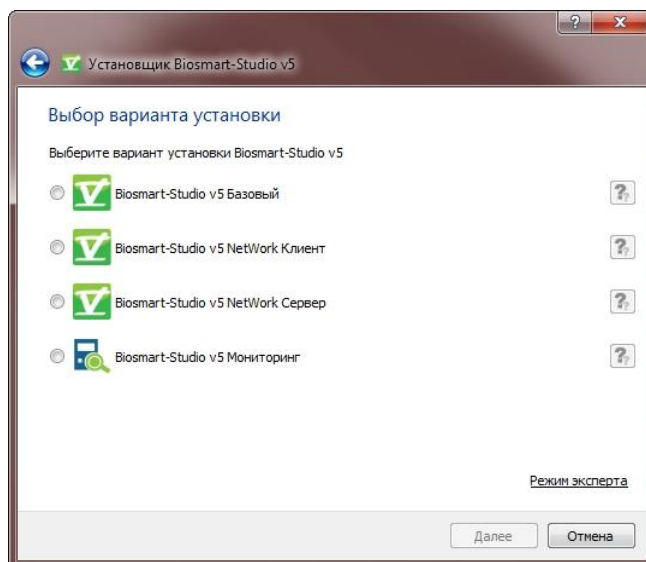 Установщик Biosmart-Studio v5
Выбор варианта установки
Выберите вариант установки Biosmart-Studio v5
Biosmart-Studio v5 Базовый
Biosmart-Studio v5 NetWork Клиент
Biosmart-Studio v5 NetWork Сервер
Biosmart-Studio v5 Мониторинг
Режим эксперта
Далее Отмена